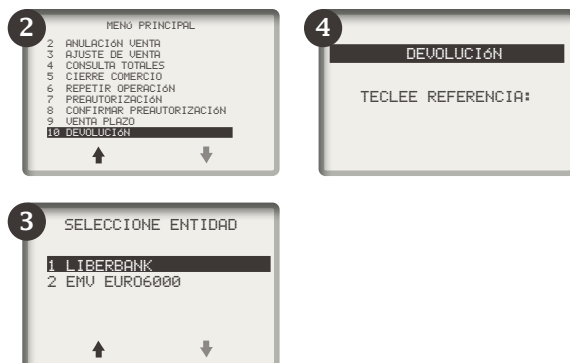 2
MENÚ PRINCIPAL
2 ANULACIÓN VENTA
3 AJUSTE DE VENTA
4 CONSULTA TOTALES
5 CIERRE COMERCIO
6 REPETIR OPERACIÓN
7 PREAUTORIZACIÓN
8 CONFIRMAR PREAUTORIZACIÓN
9 VENTA PLAZO
10 DEVOLUCIÓN
4
DEVOLUCIÓN
TECLEE REFERENCIA:
3
SELECCIONE ENTIDAD
1 LIBERBANK
2 EMV EURO6000